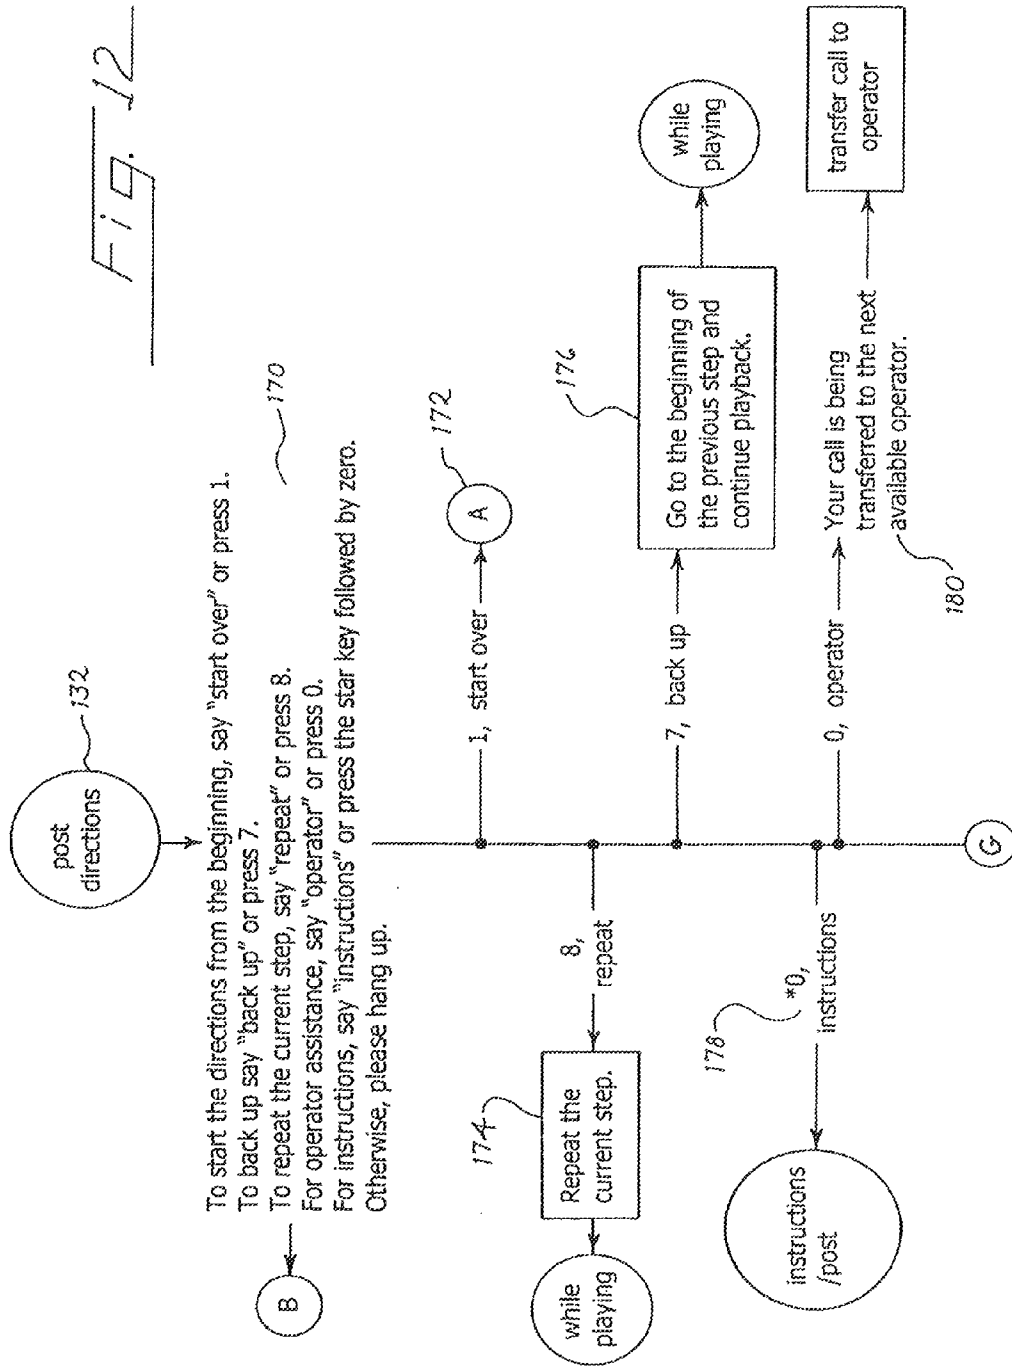 Fig. 12
post
directions
132
To start the directions from the beginning, say "start over" or press 1.
To back up say "back up" or press 7.
To repeat the current step, say "repeat" or press 8.
For operator assistance, say "operator" or press 0.
For instructions, say "instructions" or press the star key followed by zero.
Otherwise, please hang up.
170
B
1, start over
A
172
8,
repeat
Repeat the
current step.
174
while
playing
7, back up
Go to the beginning of
the previous step and
continue playback.
176
while
playing
*0,
instructions
178
instructions
/post
0, operator
Your call is being
transferred to the next
available operator.
180
transfer call to
operator
G